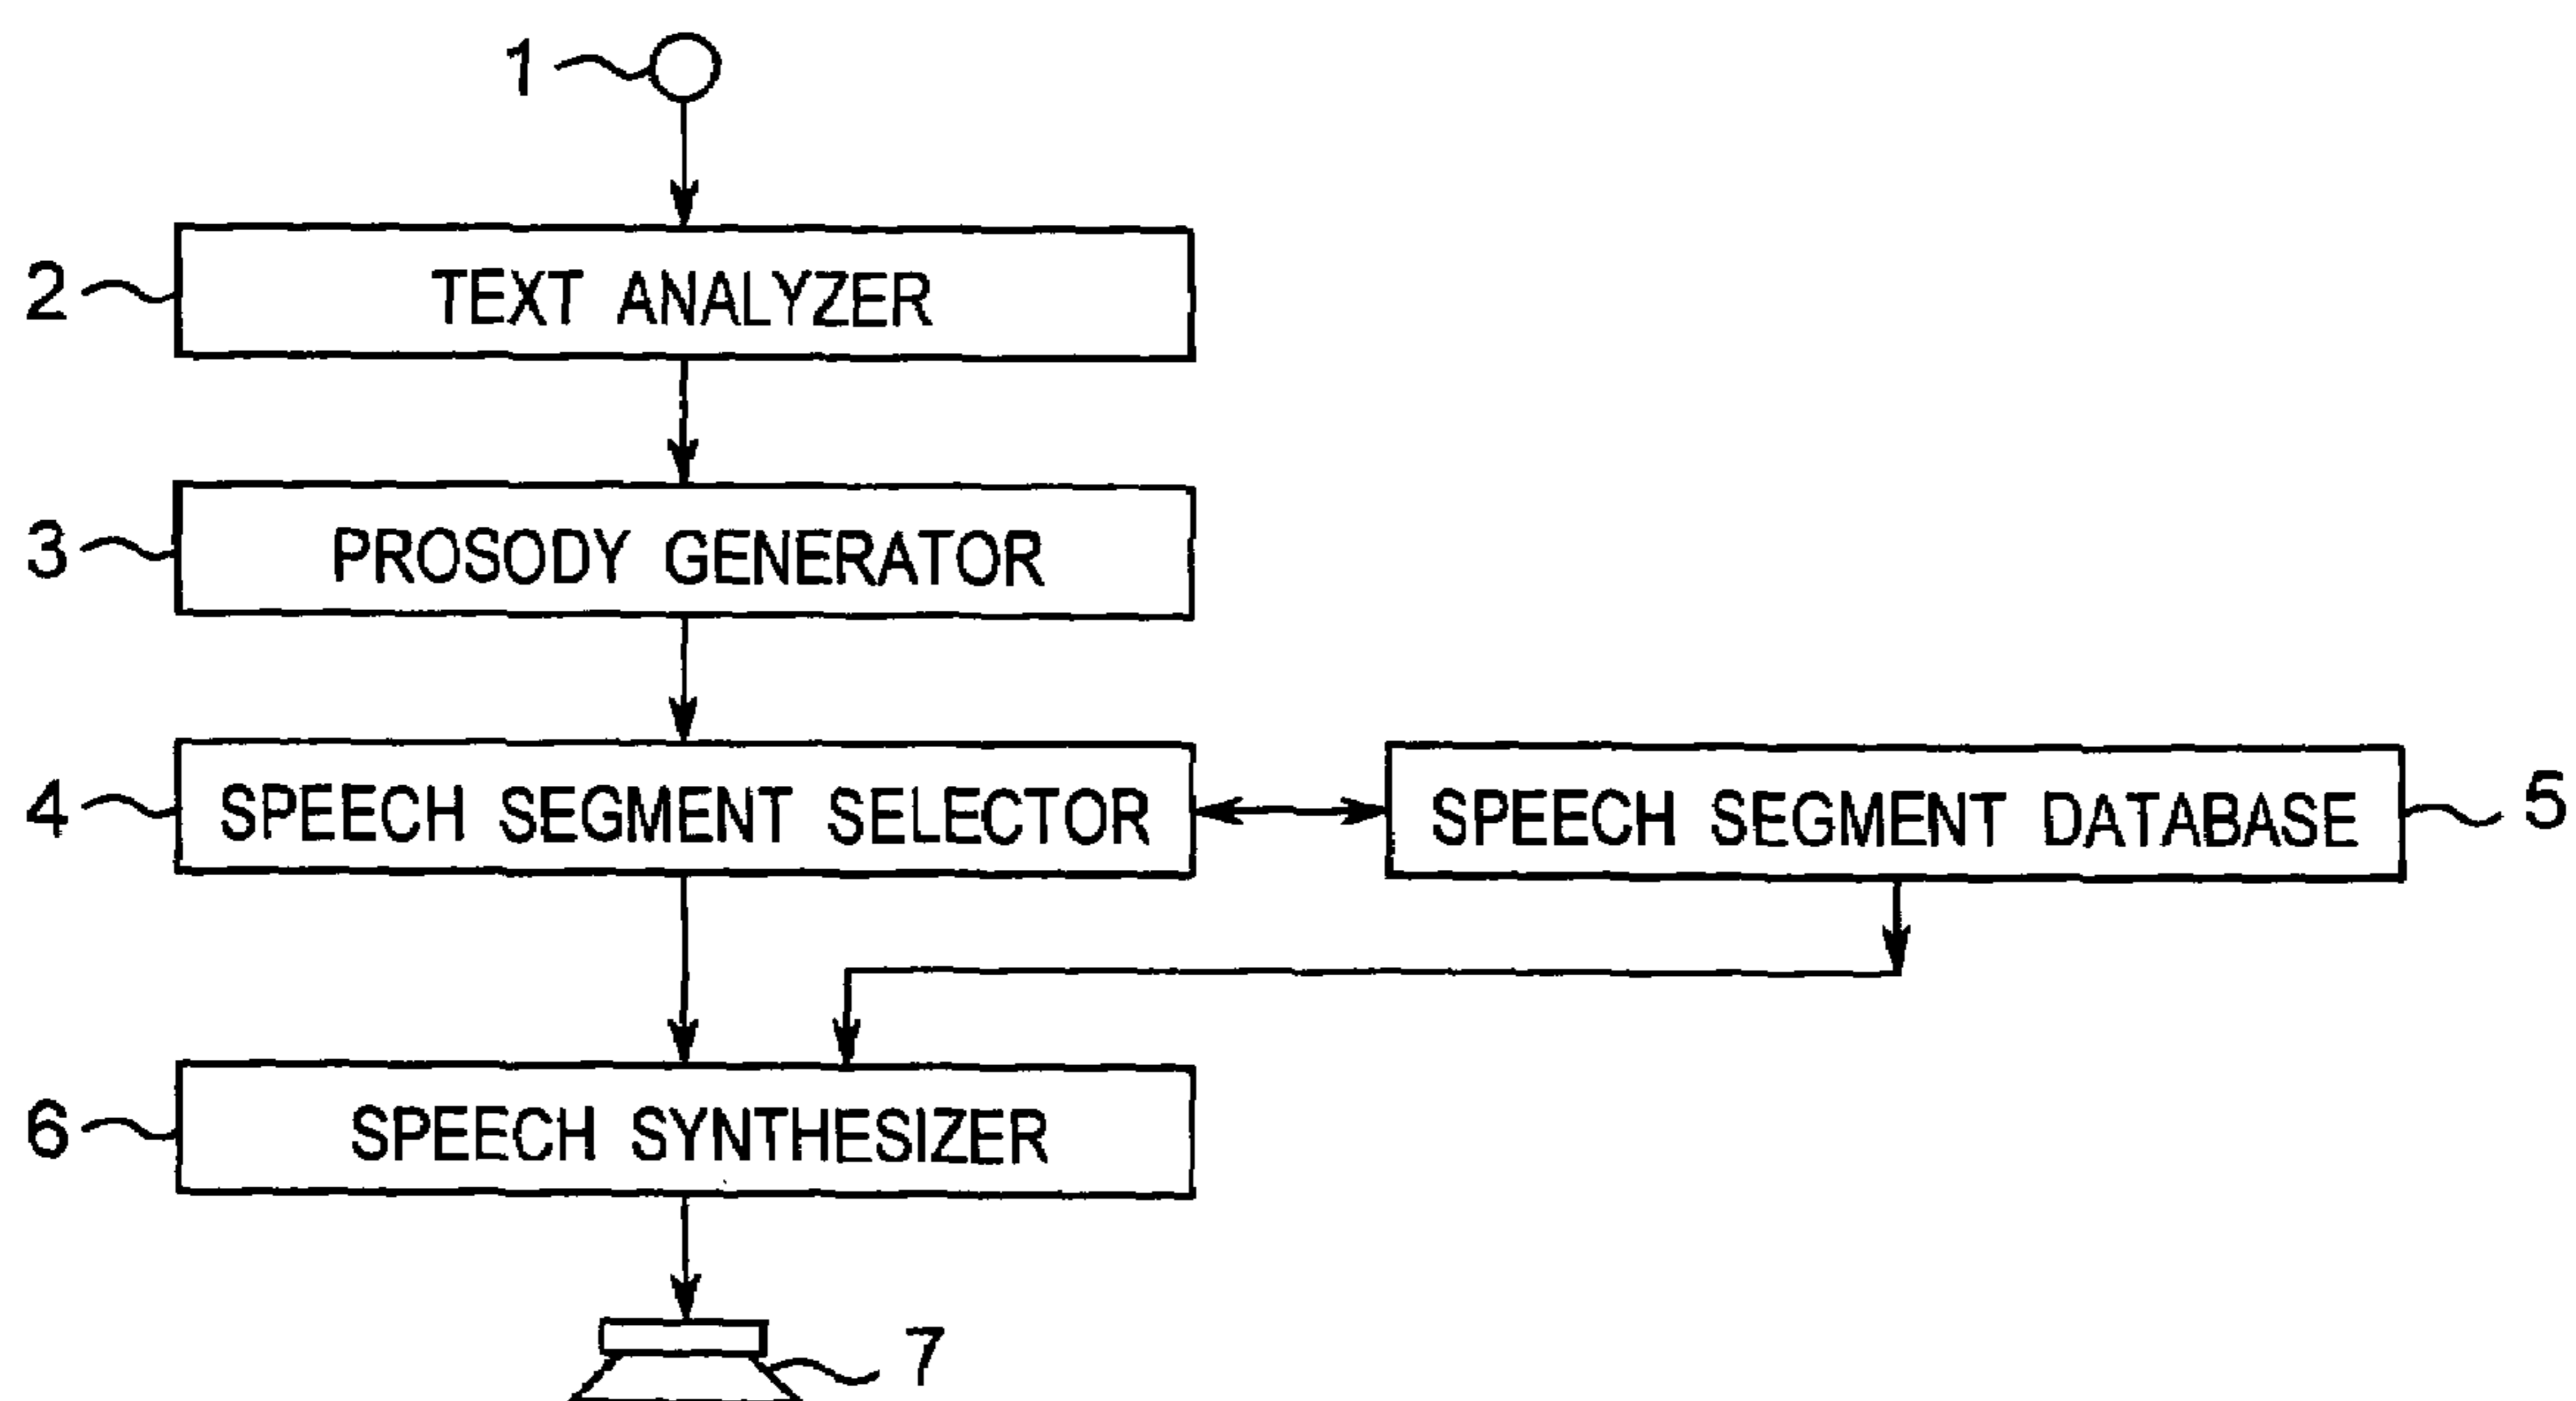 1
2 TEXT ANALYZER
3 PROSODY GENERATOR
4 SPEECH SEGMENT SELECTOR SPEECH SEGMENT DATABASE 5
6 SPEECH SYNTHESIZER
7